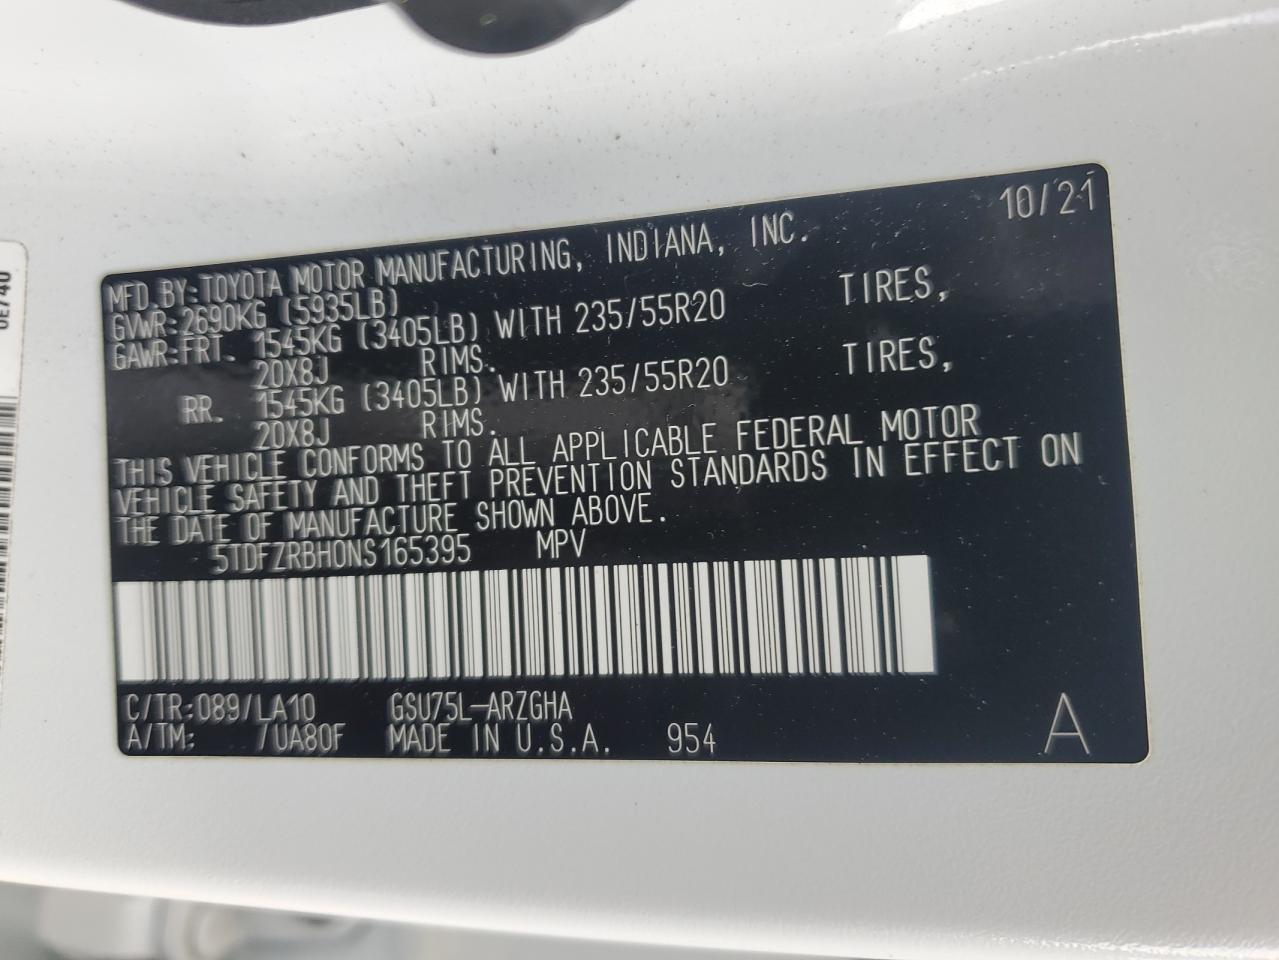 10/21
MFD.BY:TOYOTA MOTOR MANUFACTURING, INDIANA, INC.
GVWR:2690KG (5935LB)
GAWR:FRT. 1545KG (3405LB) WITH 235/55R20 TIRES,
20X8J RIMS.
RR. 1545KG (3405LB) WITH 235/55R20 TIRES,
20X8J RIMS.
THIS VEHICLE CONFORMS TO ALL APPLICABLE FEDERAL MOTOR
VEHICLE SAFETY AND THEFT PREVENTION STANDARDS IN EFFECT ON
THE DATE OF MANUFACTURE SHOWN ABOVE.
5TDFZRBH0NS165395 MPV
C/TR:089/LA10 GSU75L-ARZGHA
A/TM: /UA80F MADE IN U.S.A. 954
A
0E740